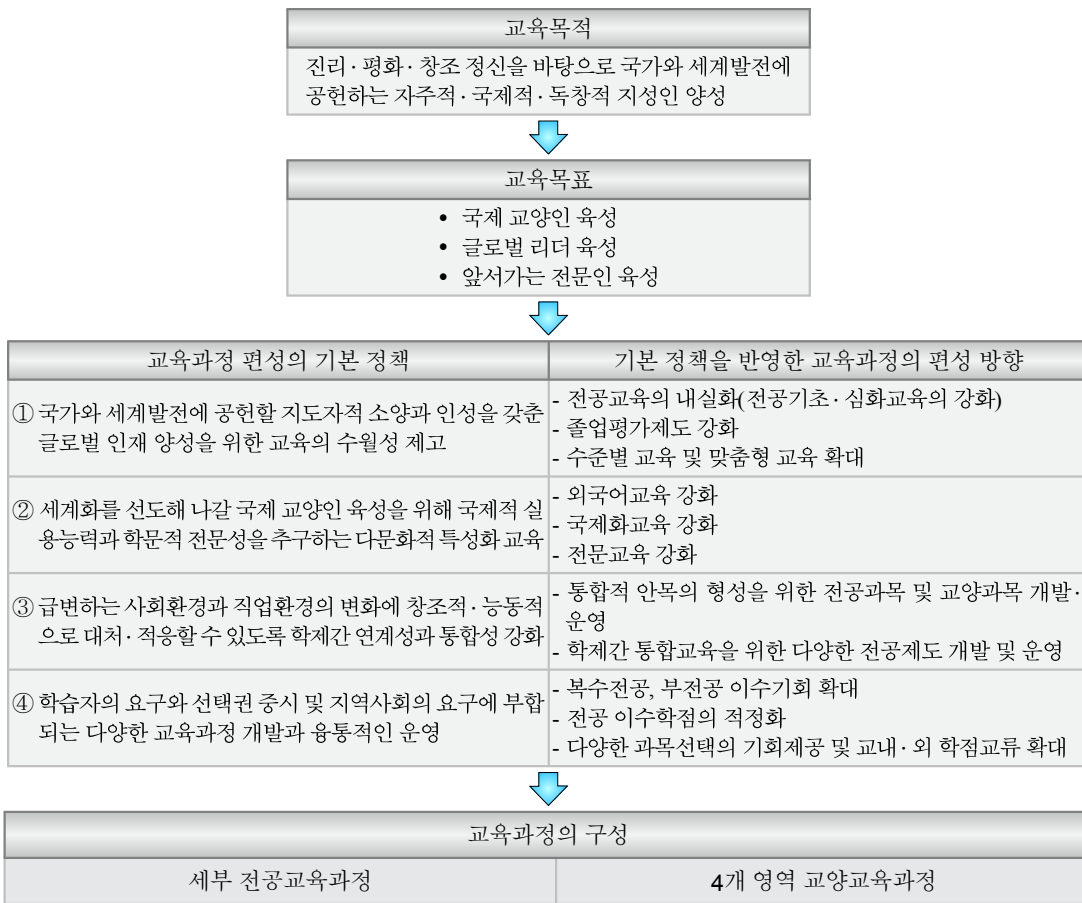 교육목적
진리·평화·창조 정신을 바탕으로 국가와 세계발전에
공헌하는 자주적·국제적·독창적 지성인 양성
교육목표
• 국제 교양인 육성
• 글로벌 리더 육성
• 앞서가는 전문인 육성
교육과정 편성의 기본 정책
기본 정책을 반영한 교육과정의 편성 방향
① 국가와 세계발전에 공헌할 지도자적 소양과 인성을 갖춘
글로벌 인재 양성을 위한 교육의 수월성 제고
- 전공교육의 내실화(전공기초·심화교육의 강화)
- 졸업평가제도 강화
- 수준별 교육 및 맞춤형 교육 확대
② 세계화를 선도해 나갈 국제 교양인 육성을 위해 국제적 실
용능력과 학문적 전문성을 추구하는 다문화적 특성화 교육
- 외국어교육 강화
- 국제화교육 강화
- 전문교육 강화
③ 급변하는 사회환경과 직업환경의 변화에 창조적·능동적
으로 대처·적응할 수 있도록 학제간 연계성과 통합성 강화
- 통합적 안목의 형성을 위한 전공과목 및 교양과목 개발·
운영
- 학제간 통합교육을 위한 다양한 전공제도 개발 및 운영
④ 학습자의 요구와 선택권 중시 및 지역사회의 요구에 부합
되는 다양한 교육과정 개발과 융통적인 운영
- 복수전공, 부전공 이수기회 확대
- 전공 이수학점의 적정화
- 다양한 과목선택의 기회제공 및 교내·외 학점교류 확대
교육과정의 구성
세부 전공교육과정
4개 영역 교양교육과정